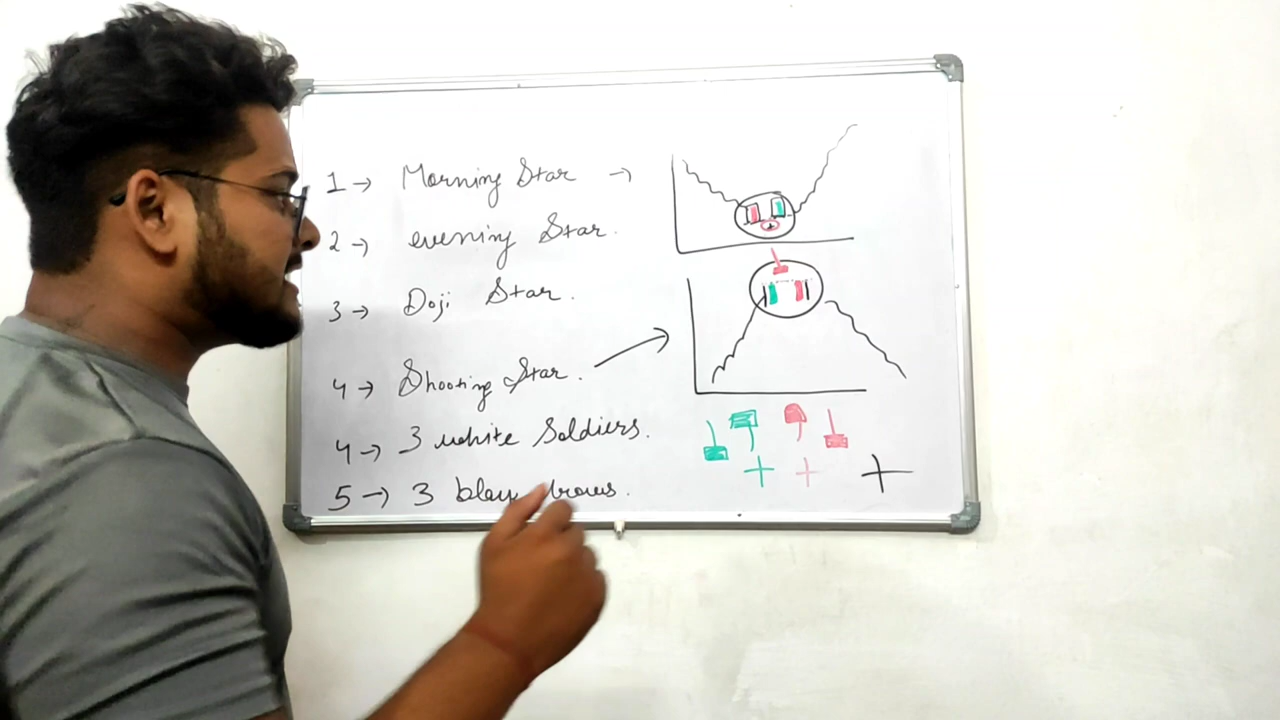 1 → Morning Star →
2 → evening Star.
3 → Doji Star.
4 → Shooting Star.
4 → 3 white Soldiers.
5 → 3